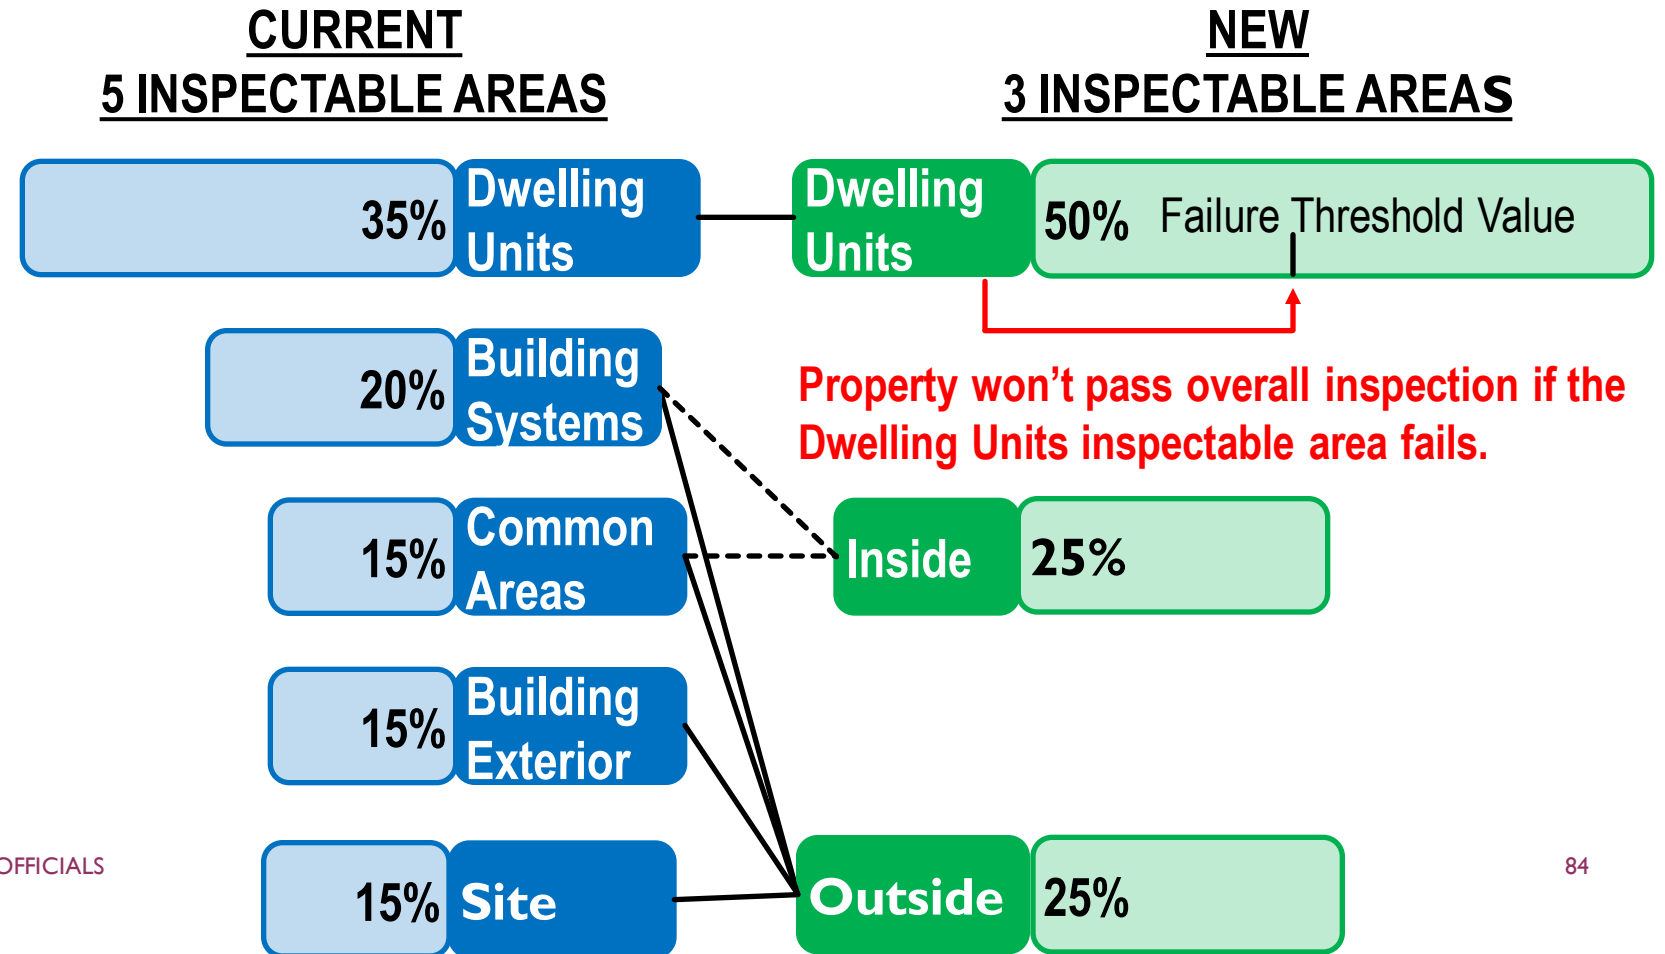 CURRENT
5 INSPECTABLE AREAS
NEW
3 INSPECTABLE AREAS
35%
Dwelling
Units
Dwelling
Units
50%
Failure Threshold Value
20%
Building
Systems
Property won’t pass overall inspection if the
Dwelling Units inspectable area fails.
15%
Common
Areas
Inside
25%
15%
Building
Exterior
OFFICIALS
84
15%
Site
Outside
25%